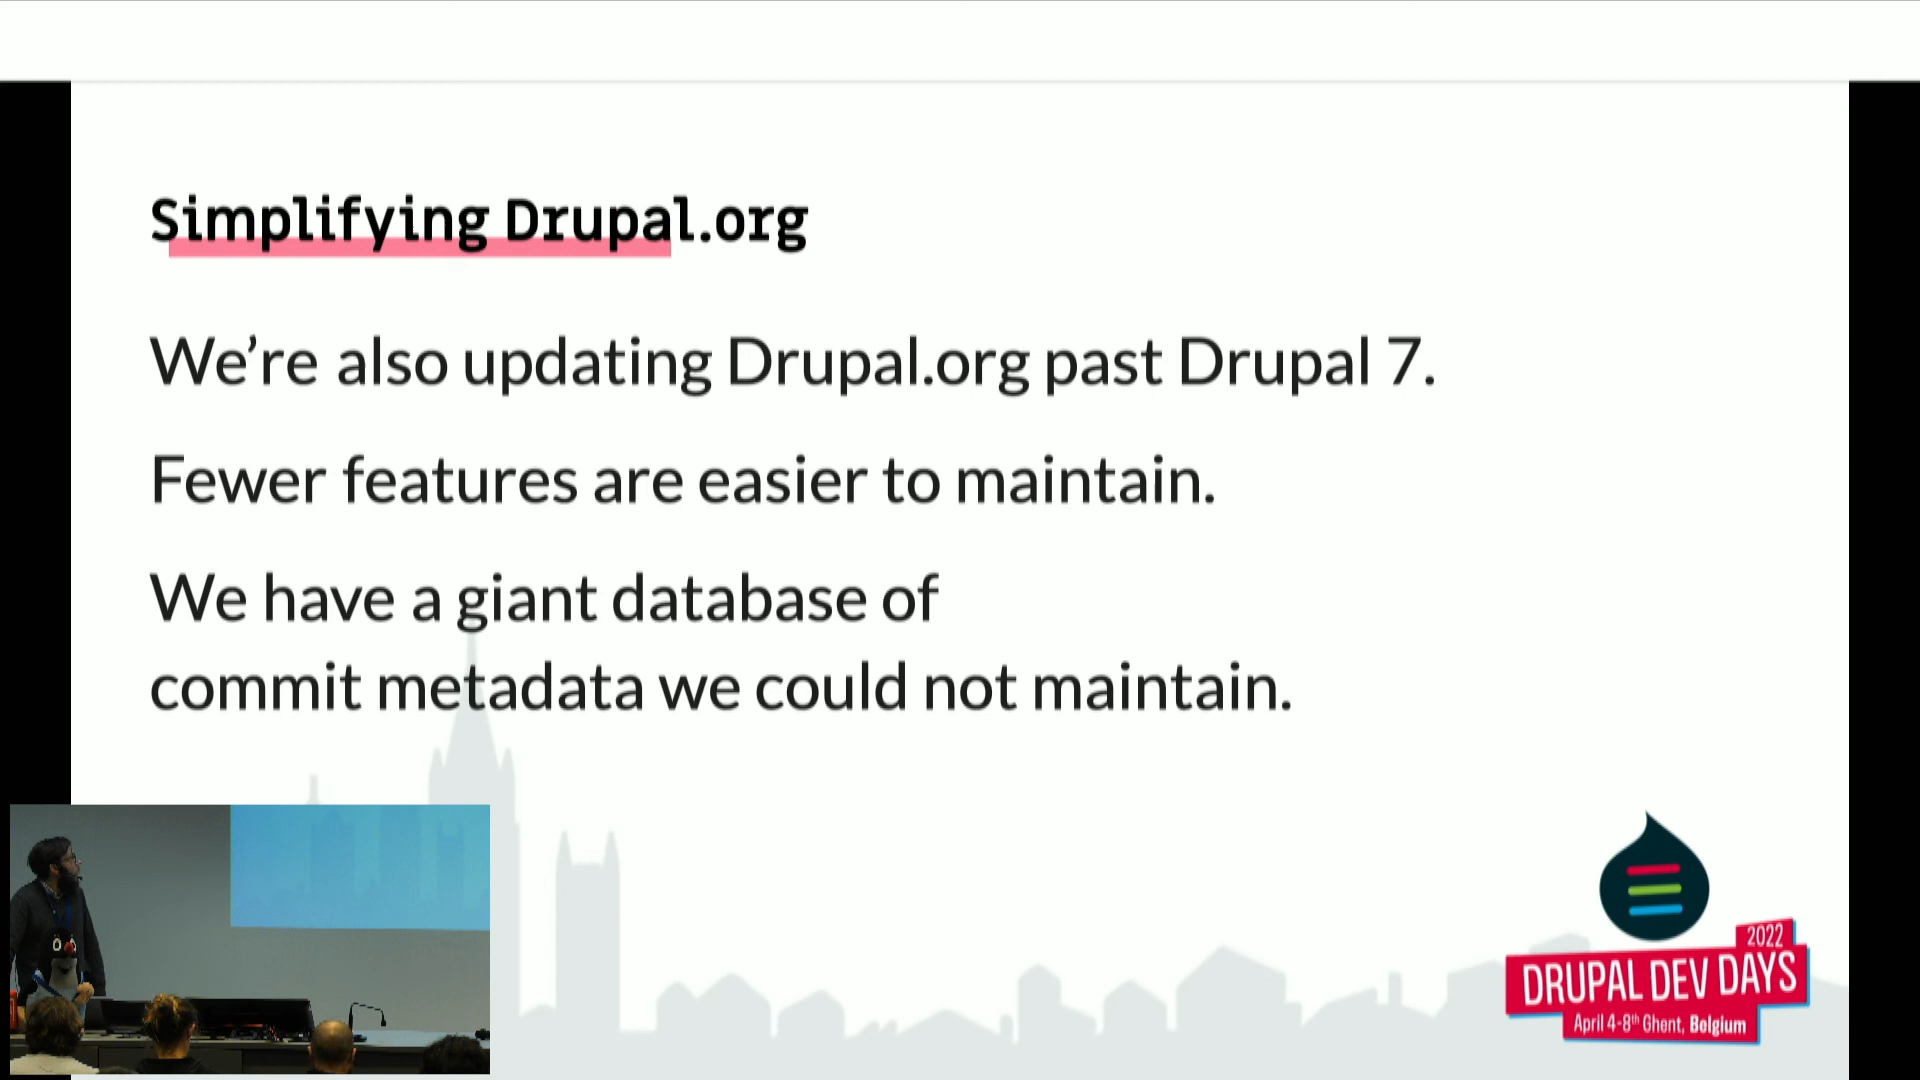 Simplifying Drupal.org
We're also updating Drupal.org past Drupal 7.
Fewer features are easier to maintain.
We have a giant database of
commit metadata we could not maintain.
2022
DRUPAL DEV DAYS
April 4-8th Ghent, Belgium